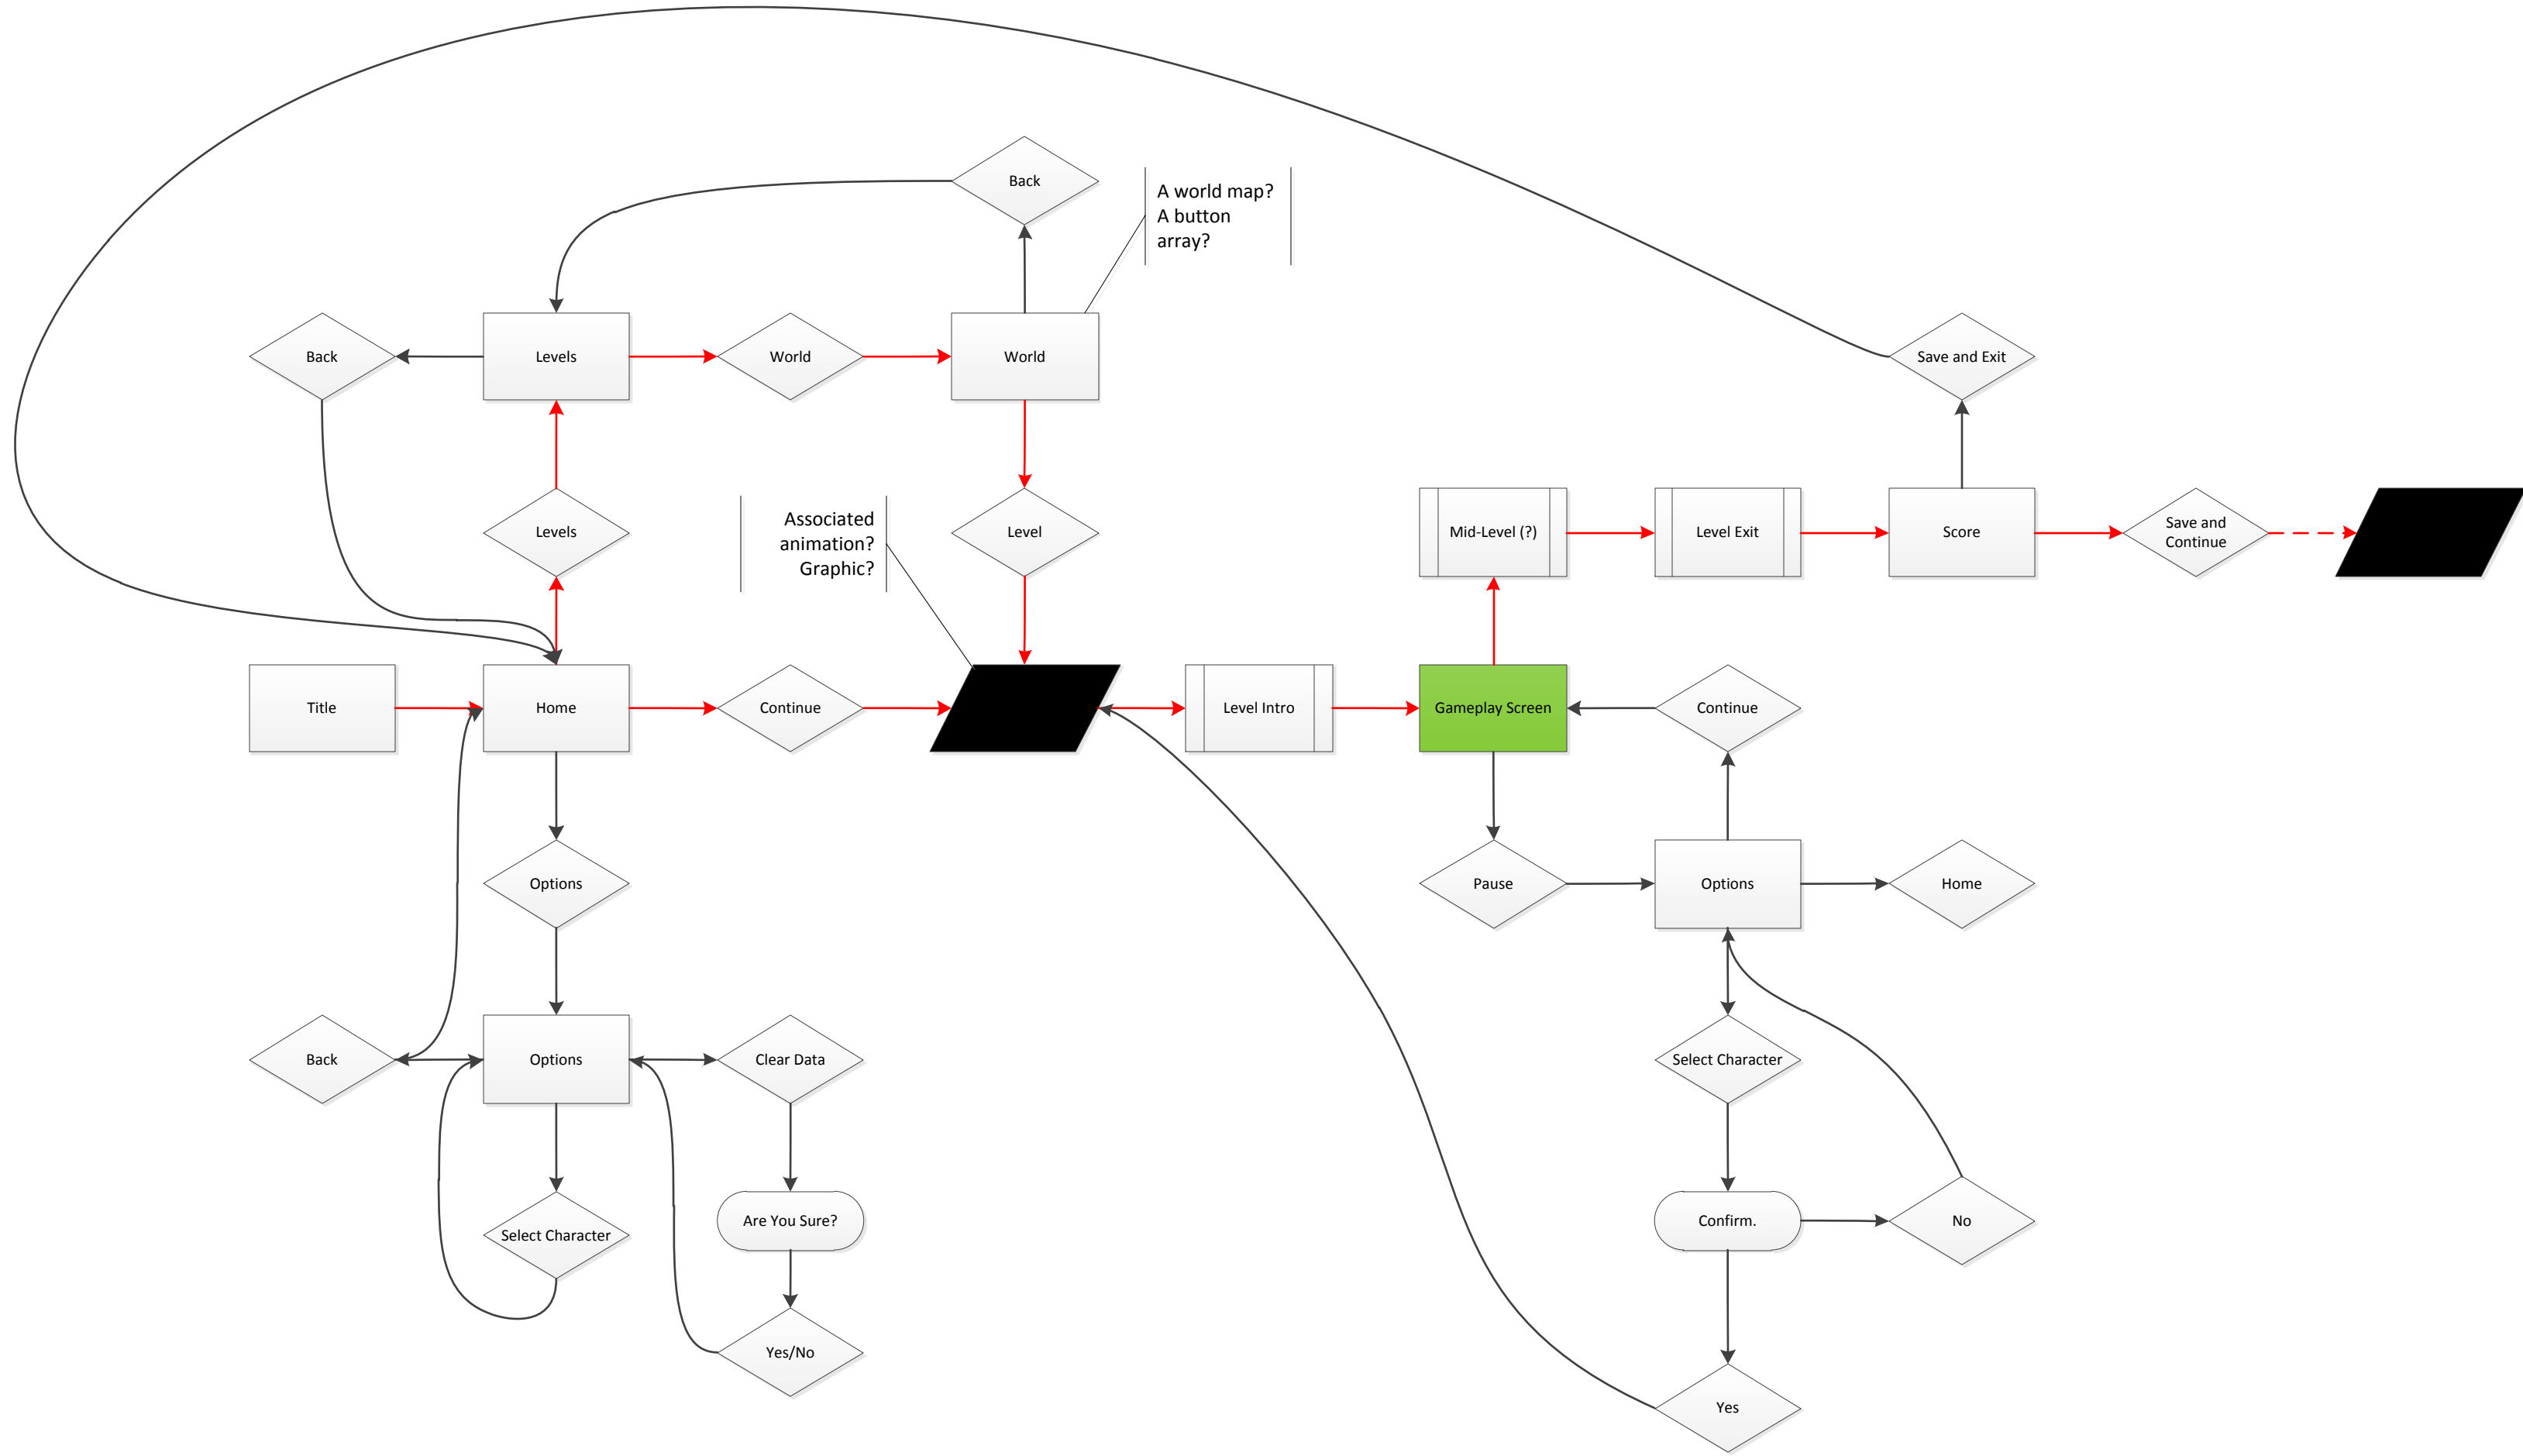 Back
A world map?
A button
array?
Back
Levels
World
World
Save and Exit
Levels
Associated
animation?
Graphic?
Level
Mid-Level (?)
Level Exit
Score
Save and
Continue
Title
Home
Continue
Level Intro
Gameplay Screen
Continue
Options
Pause
Options
Home
Back
Options
Clear Data
Select Character
Select Character
Are You Sure?
Confirm.
No
Yes/No
Yes